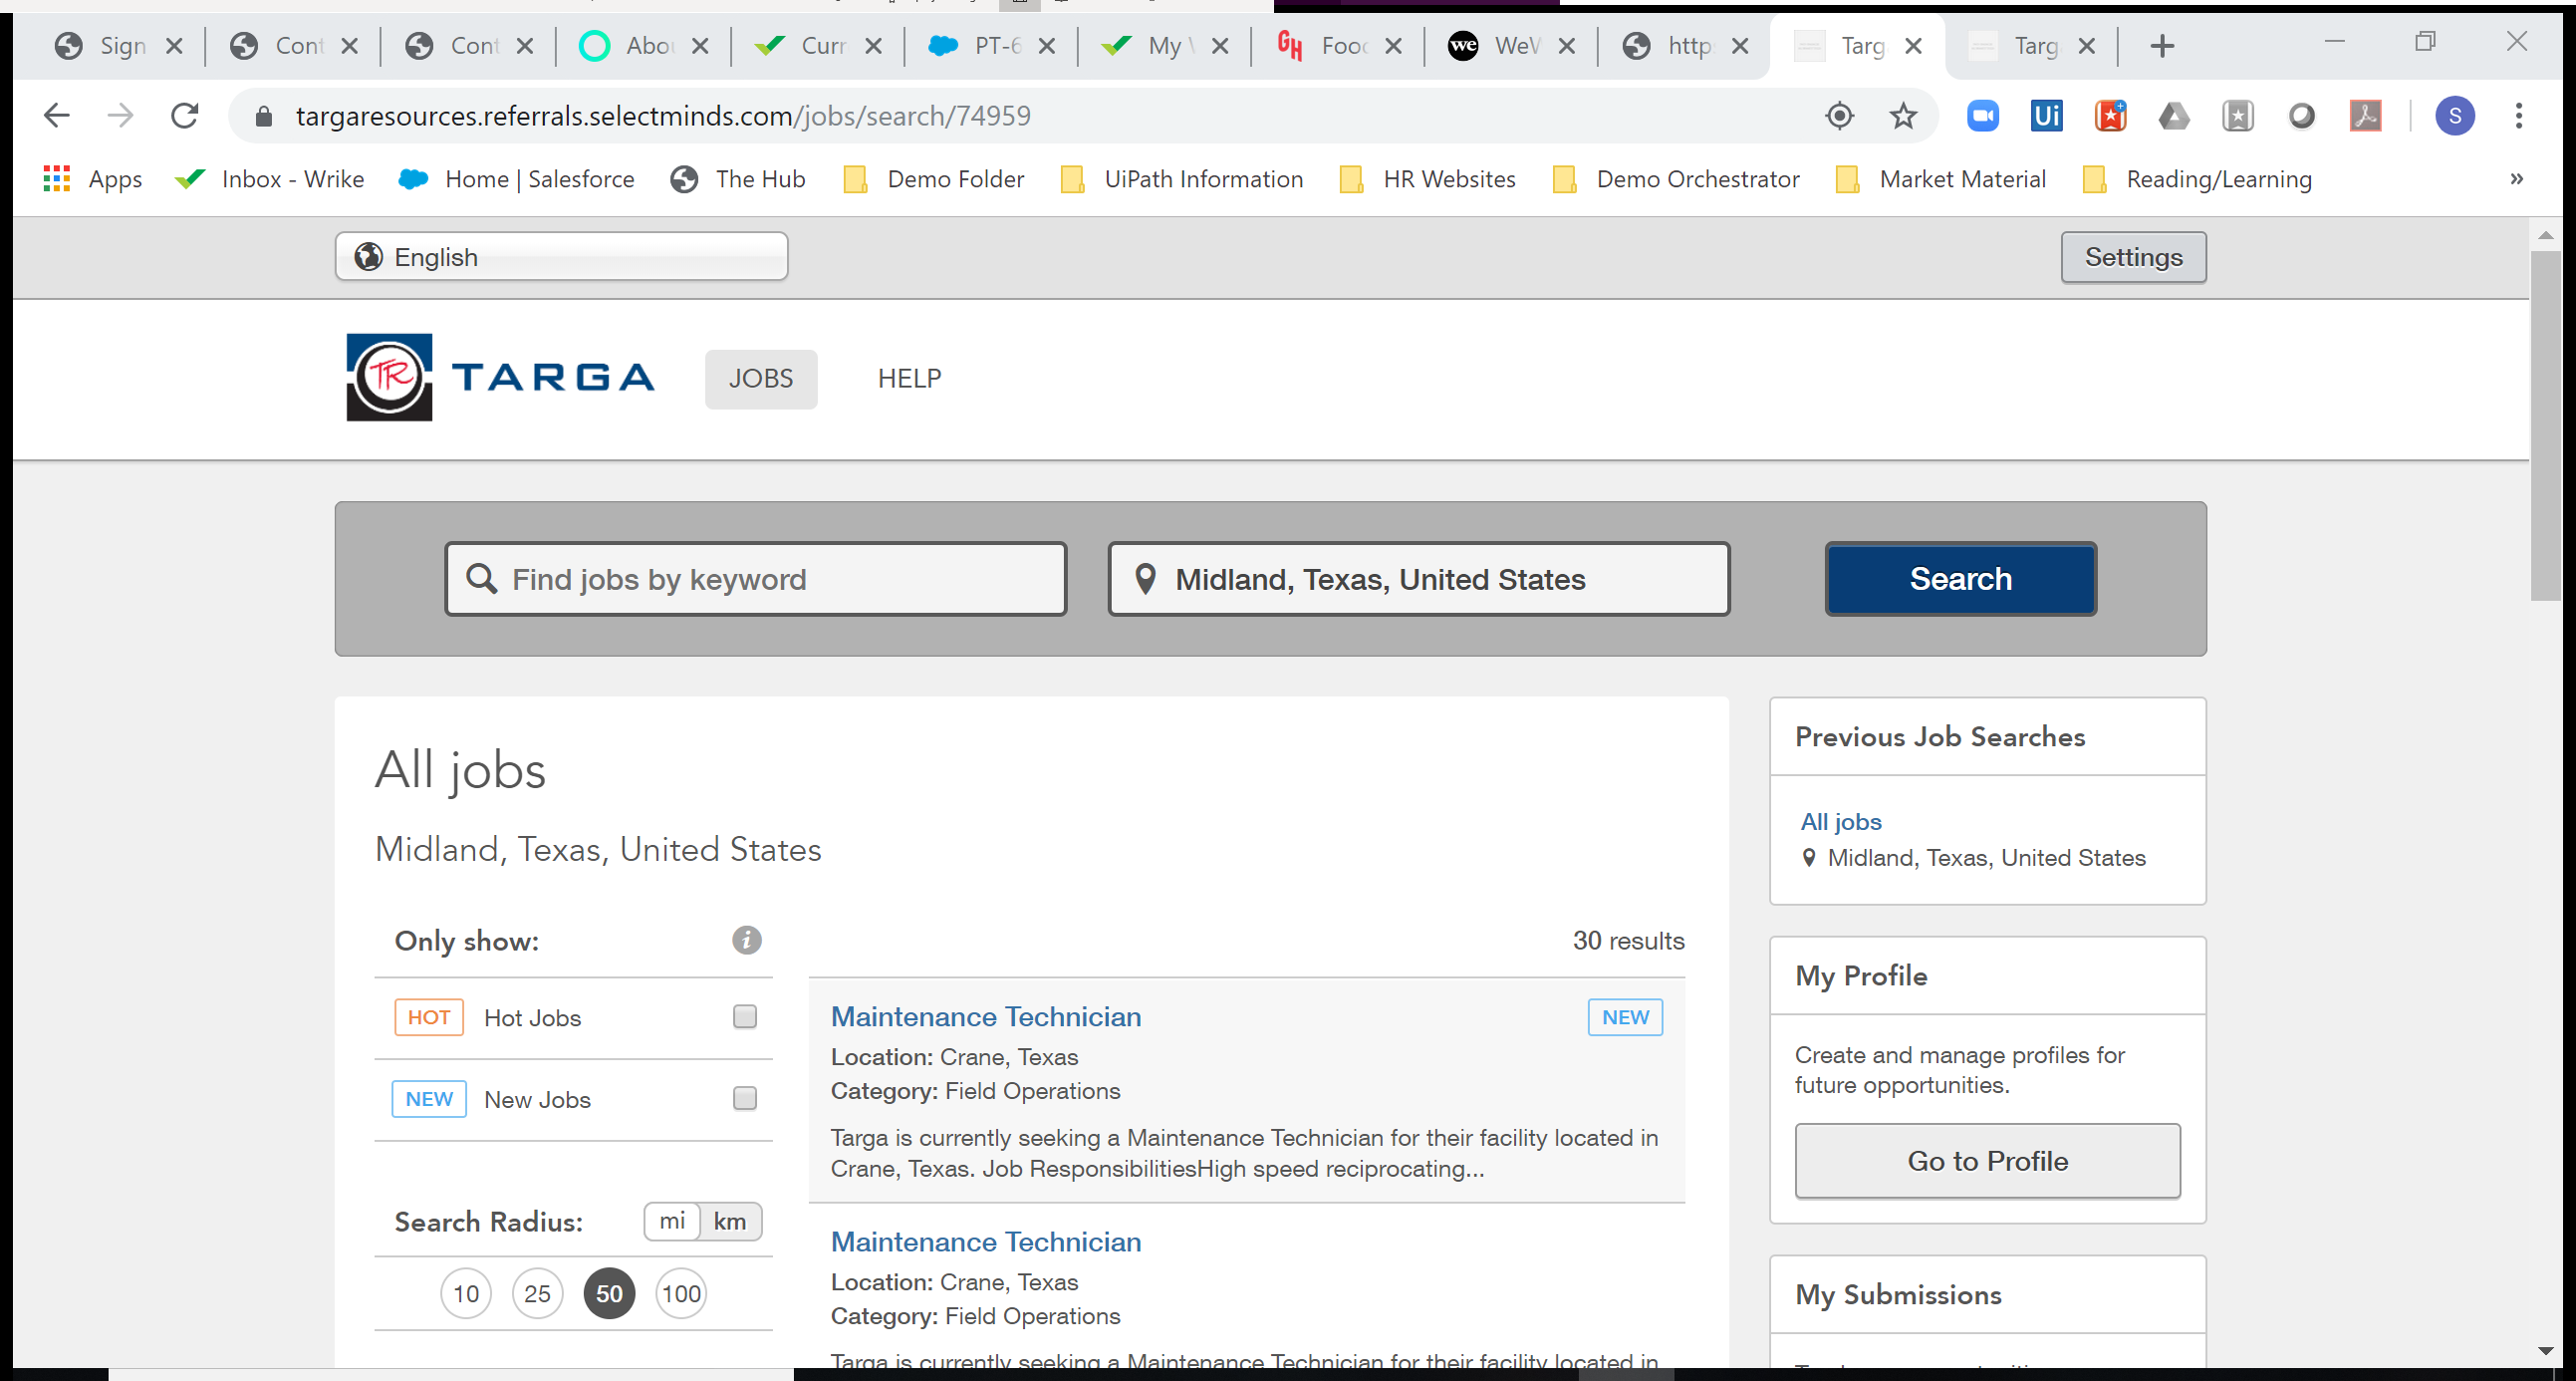 Sign
Cont
Cont
Abou
Curr
PT-6
My
Food
WeW
http
Targ
Targ
targaresources.referrals.selectminds.com/jobs/search/74959
Ui
S
Apps
Inbox - Wrike
Home | Salesforce
The Hub
Demo Folder
UiPath Information
HR Websites
Demo Orchestrator
Market Material
Reading/Learning
»
English
Settings
TR TARGA
JOBS
HELP
Find jobs by keyword
Midland, Texas, United States
Search
All jobs
Midland, Texas, United States
Only show:
HOT Hot Jobs
NEW New Jobs
Search Radius:
mi km
10 25 50 100
30 results
Maintenance Technician NEW
Location: Crane, Texas
Category: Field Operations
Targa is currently seeking a Maintenance Technician for their facility located in
Crane, Texas. Job ResponsibilitiesHigh speed reciprocating...
Maintenance Technician
Location: Crane, Texas
Category: Field Operations
Targa is currently seeking a Maintenance Technician for their facility located in
Previous Job Searches
All jobs
Midland, Texas, United States
My Profile
Create and manage profiles for
future opportunities.
Go to Profile
My Submissions